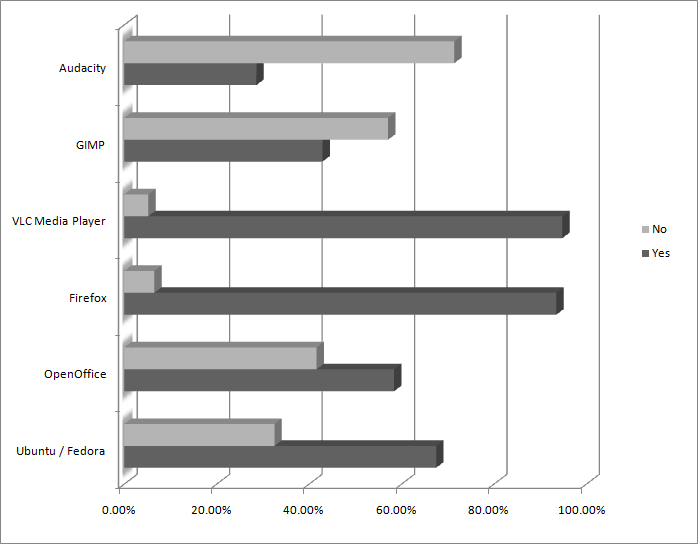 Audacity
GIMP
VLC Media Player
Firefox
OpenOffice
Ubuntu / Fedora
0.00% 20.00% 40.00% 60.00% 80.00% 100.00%
No
Yes